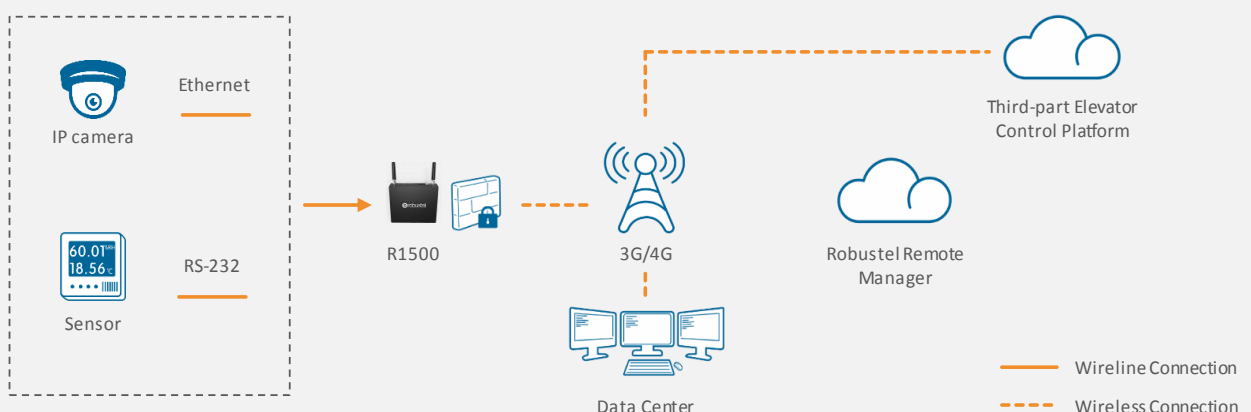 Ethernet
IP camera
60.01
18.56 °C
RS-232
Sensor
robustel
R1500
3G/4G
Data Center
Third-part Elevator
Control Platform
Robustel Remote
Manager
Wireline Connection
Wireless Connection